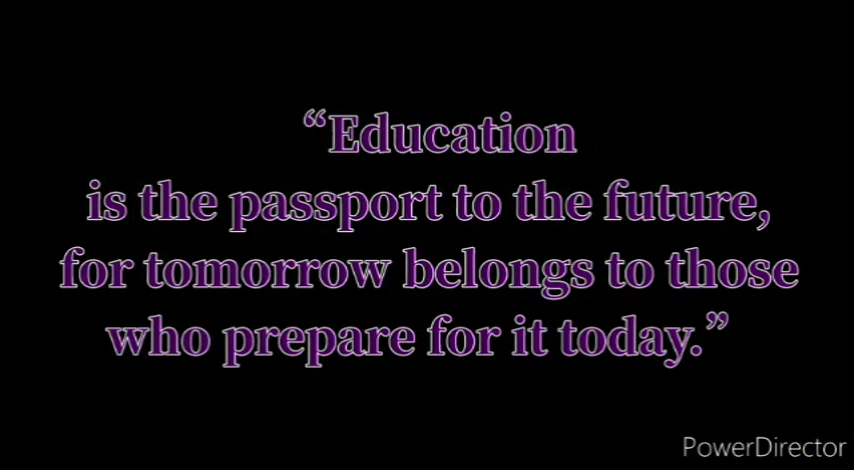 “Education
is the passport to the future,
for tomorrow belongs to those
who prepare for it today.”
PowerDirector